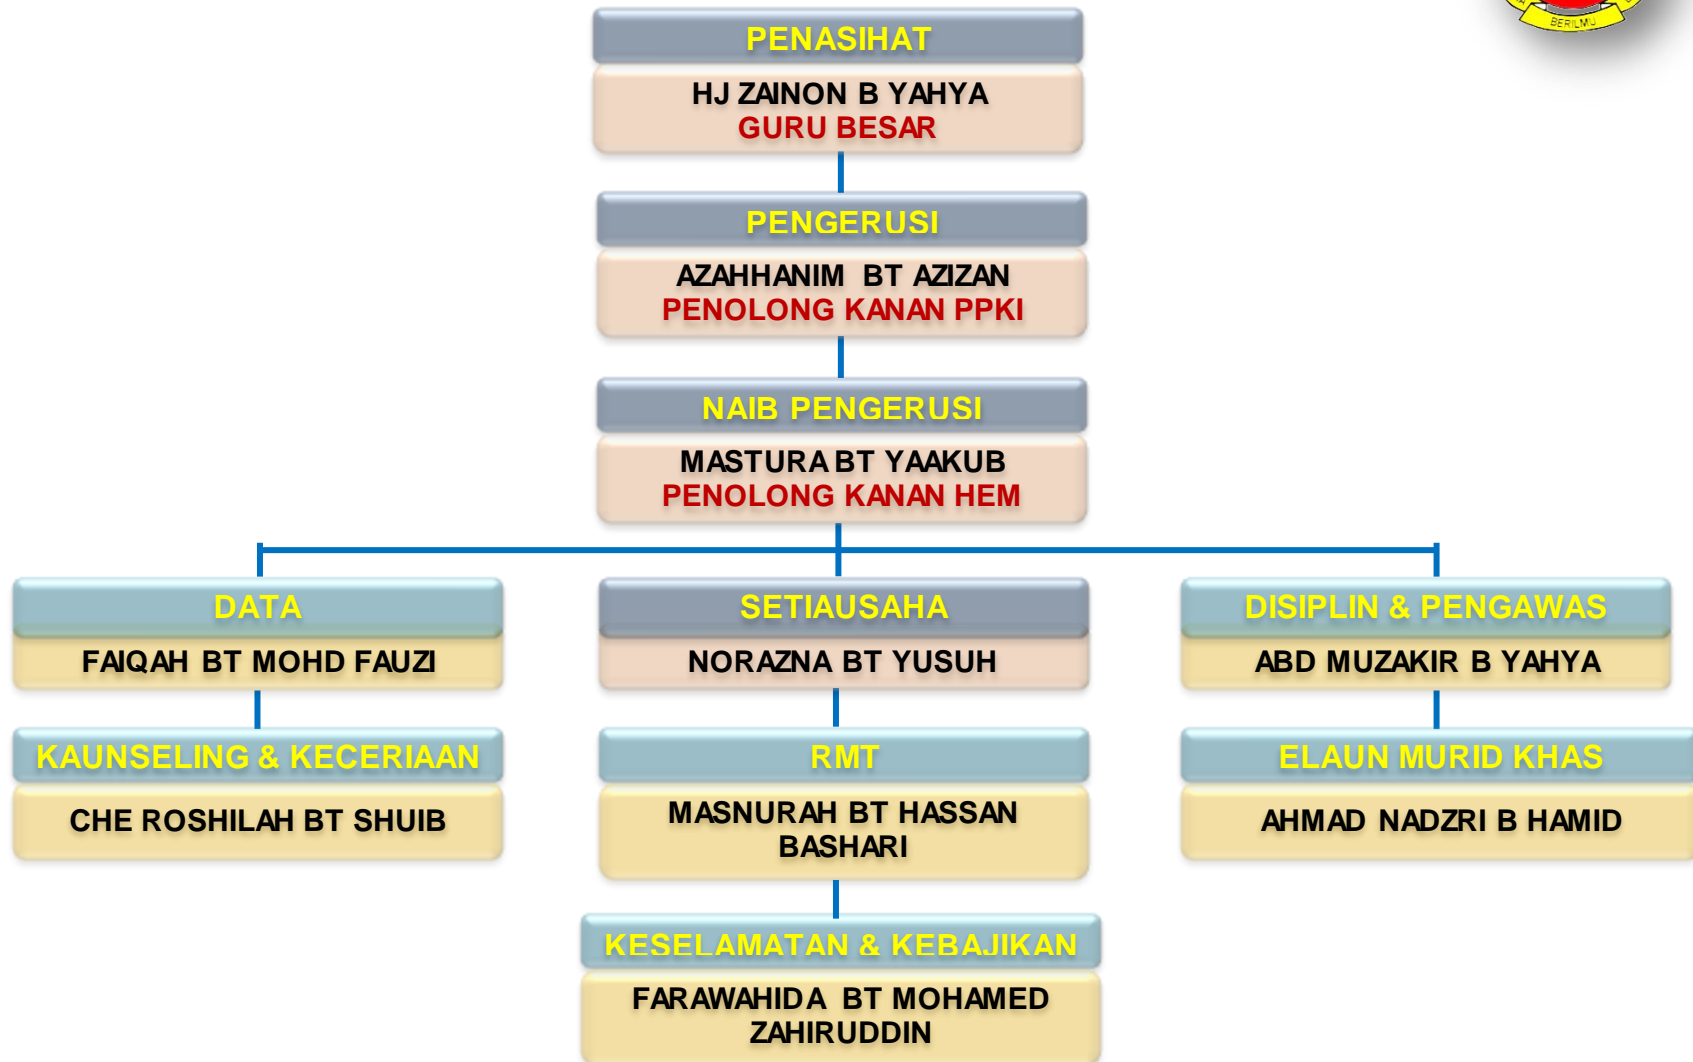 BERILMU
PENASIHAT
HJ ZAINON B YAHYA
GURU BESAR
PENGERUSI
AZAHHANIM BT AZIZAN
PENOLONG KANAN PPKI
NAIB PENGERUSI
MASTURA BT YAAKUB
PENOLONG KANAN HEM
DATA
FAIQAH BT MOHD FAUZI
SETIAUSAHA
NORAZNA BT YUSUH
DISIPLIN & PENGAWAS
ABD MUZAKIR B YAHYA
KAUNSELING & KECERIAAN
CHE ROSHILAH BT SHUIB
RMT
MASNURAH BT HASSAN
BASHARI
ELAUN MURID KHAS
AHMAD NADZRI B HAMID
KESELAMATAN & KEBAJIKAN
FARAWAHIDA BT MOHAMED
ZAHIRUDDIN